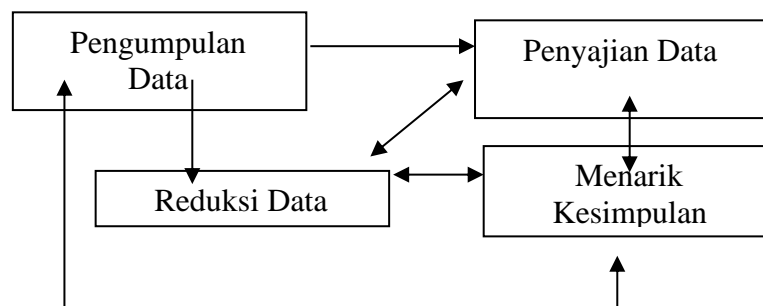 Pengumpulan
Data
Penyajian Data
Reduksi Data
Menarik
Kesimpulan